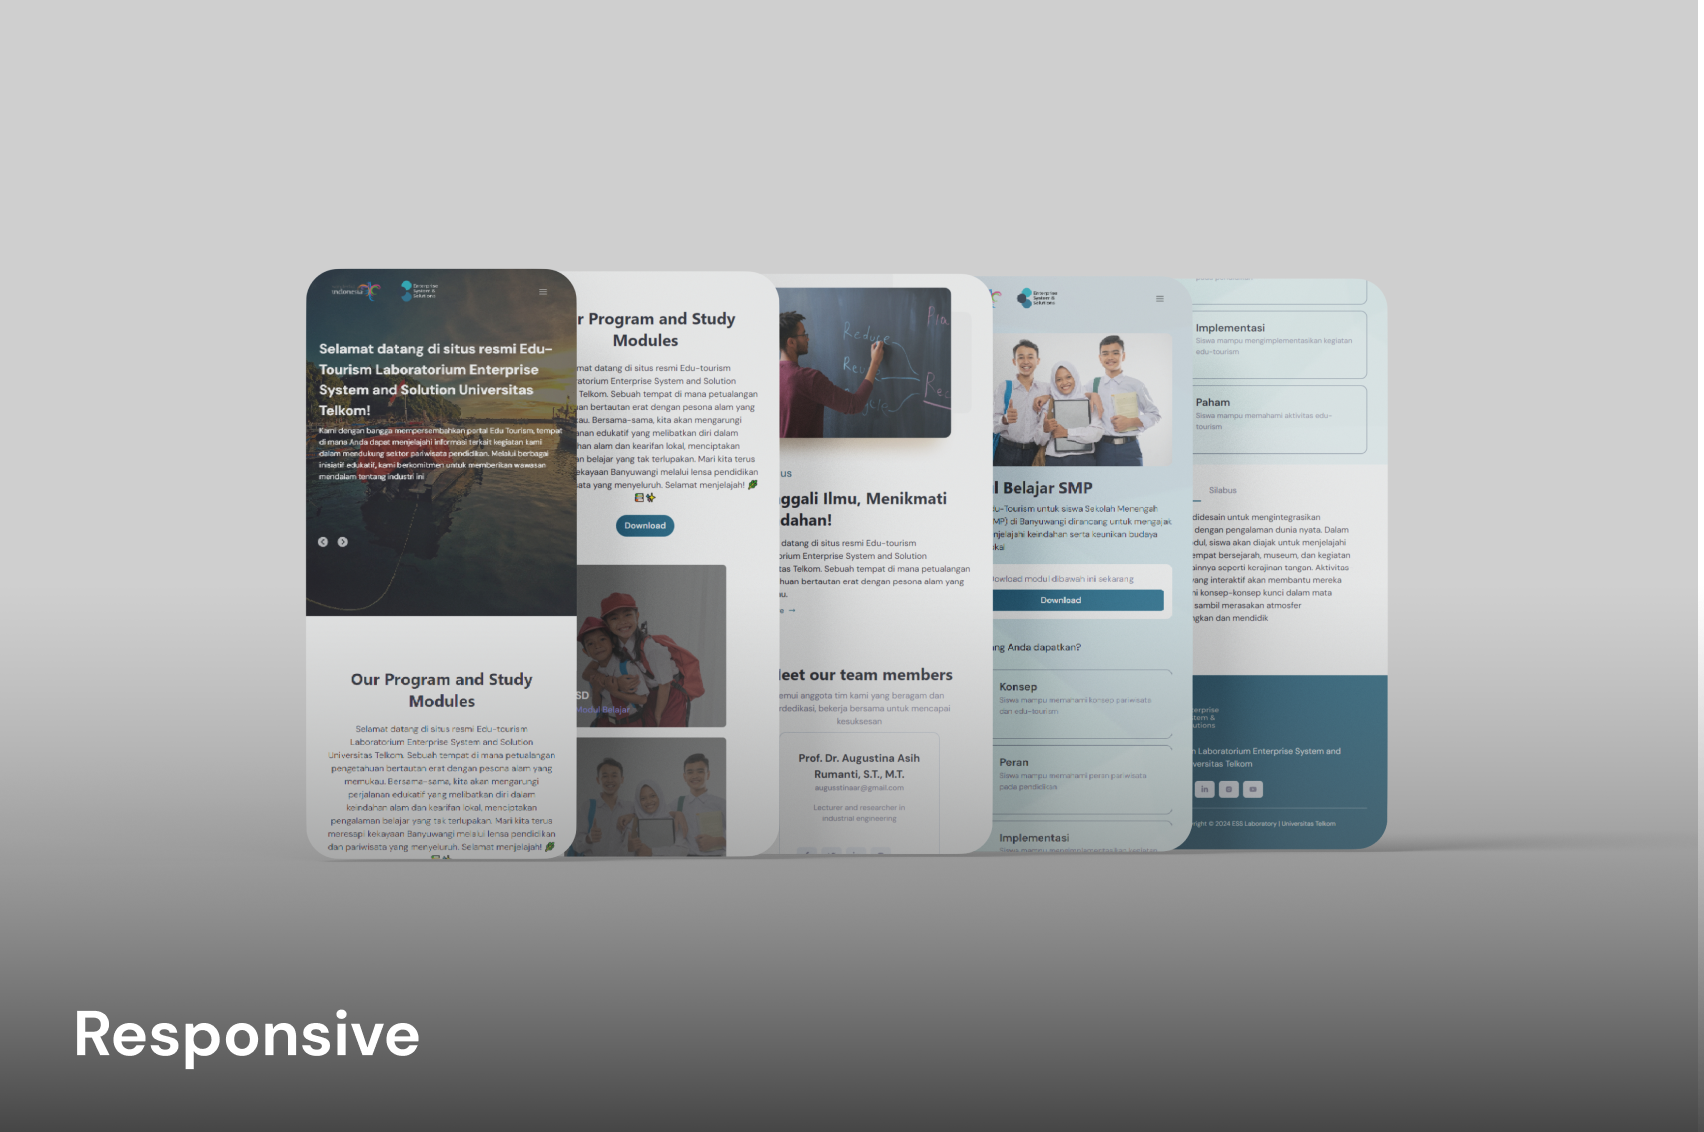 indonesia
Enterprise
System &
Solutions
Selamat datang di situs resmi Edu-
Tourism Laboratorium Enterprise
System and Solution Universitas
Telkom!
Kami dengan bangga mempersembahkan portal Edu Tourism, tempat
di mana Anda dapat menjelajahi informasi terkait kegiatan kami
dalam mendukung sektor pariwisata pendidikan. Melalui berbagai
inisiatif edukatif, kami berkomitmen untuk memberikan wawasan
mendalam tentang industri ini
Our Program and Study
Modules
Selamat datang di situs resmi Edu-tourism
Laboratorium Enterprise System and Solution
Universitas Telkom. Sebuah tempat di mana petualangan
pengetahuan bertautan erat dengan pesona alam yang
memukau. Bersama-sama, kita akan mengarungi
perjalanan edukatif yang melibatkan diri dalam
keindahan alam dan kearifan lokal, menciptakan
pengalaman belajar yang tak terlupakan. Mari kita terus
meresapi kekayaan Banyuwangi melalui lensa pendidikan
dan pariwisata yang menyeluruh. Selamat menjelajah!
r Program and Study
Modules
mat datang di situs resmi Edu-tourism
atorium Enterprise System and Solution
Telkom. Sebuah tempat di mana petualangan
an bertautan erat dengan pesona alam yang
au. Bersama-sama, kita akan mengarungi
anan edukatif yang melibatkan diri dalam
han alam dan kearifan lokal, menciptakan
n belajar yang tak terlupakan. Mari kita terus
ekayaan Banyuwangi melalui lensa pendidikan
ata yang menyeluruh. Selamat menjelajah!
Download
SD
Modul Belajar
Reduce
us
ggali Ilmu, Menikmati
dahan!
datang di situs resmi Edu-tourism
orium Enterprise System and Solution
tas Telkom. Sebuah tempat di mana petualangan
huan bertautan erat dengan pesona alam yang
u.
e →
eet our team members
emui anggota tim kami yang beragam dan
rdedikasi, bekerja bersama untuk mencapai
kesuksesan
Prof. Dr. Augustina Asih
Rumanti, S.T., M.T.
augusstinaar@gmail.com
Lecturer and researcher in
industrial engineering
Enterprise
System &
Solutions
l Belajar SMP
du-Tourism untuk siswa Sekolah Menengah
MP) di Banyuwangi dirancang untuk mengajak
njelajahi keindahan serta keunikan budaya
kal
Dowload modul dibawah ini sekarang
Download
ng Anda dapatkan?
Konsep
Siswa mampu memahami konsep pariwisata
dan edu-tourism
Peran
Siswa mampu memahami peran pariwisata
pada pendidikan
Implementasi
Siswa mampu mengimplementasikan kegiatan
Implementasi
Siswa mampu mengimplementasikan kegiatan
edu-tourism
Paham
Siswa mampu memahami aktivitas edu-
tourism
Silabus
didesain untuk mengintegrasikan
dengan pengalaman dunia nyata. Dalam
dul, siswa akan diajak untuk menjelajahi
empat bersejarah, museum, dan kegiatan
ainnya seperti kerajinan tangan. Aktivitas
yang interaktif akan membantu mereka
i konsep-konsep kunci dalam mata
sambil merasakan atmosfer
ngkan dan mendidik
erprise
tem &
utions
n Laboratorium Enterprise System and
versitas Telkom
in
right © 2024 ESS Laboratory | Universitas Telkom
Responsive